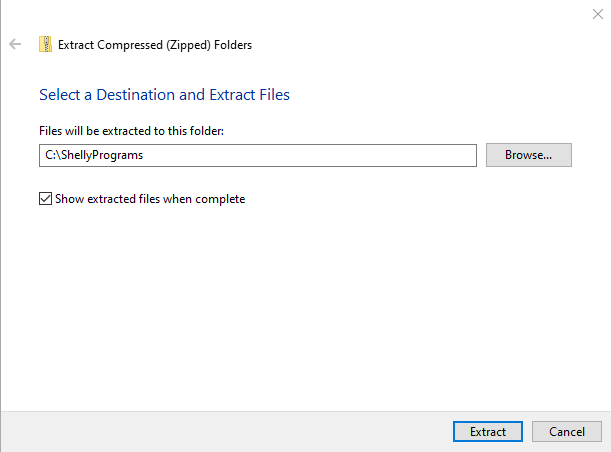 Extract Compressed (Zipped) Folders
Select a Destination and Extract Files
Files will be extracted to this folder:
C:\ShellyPrograms
Browse...
Show extracted files when complete
Extract
Cancel